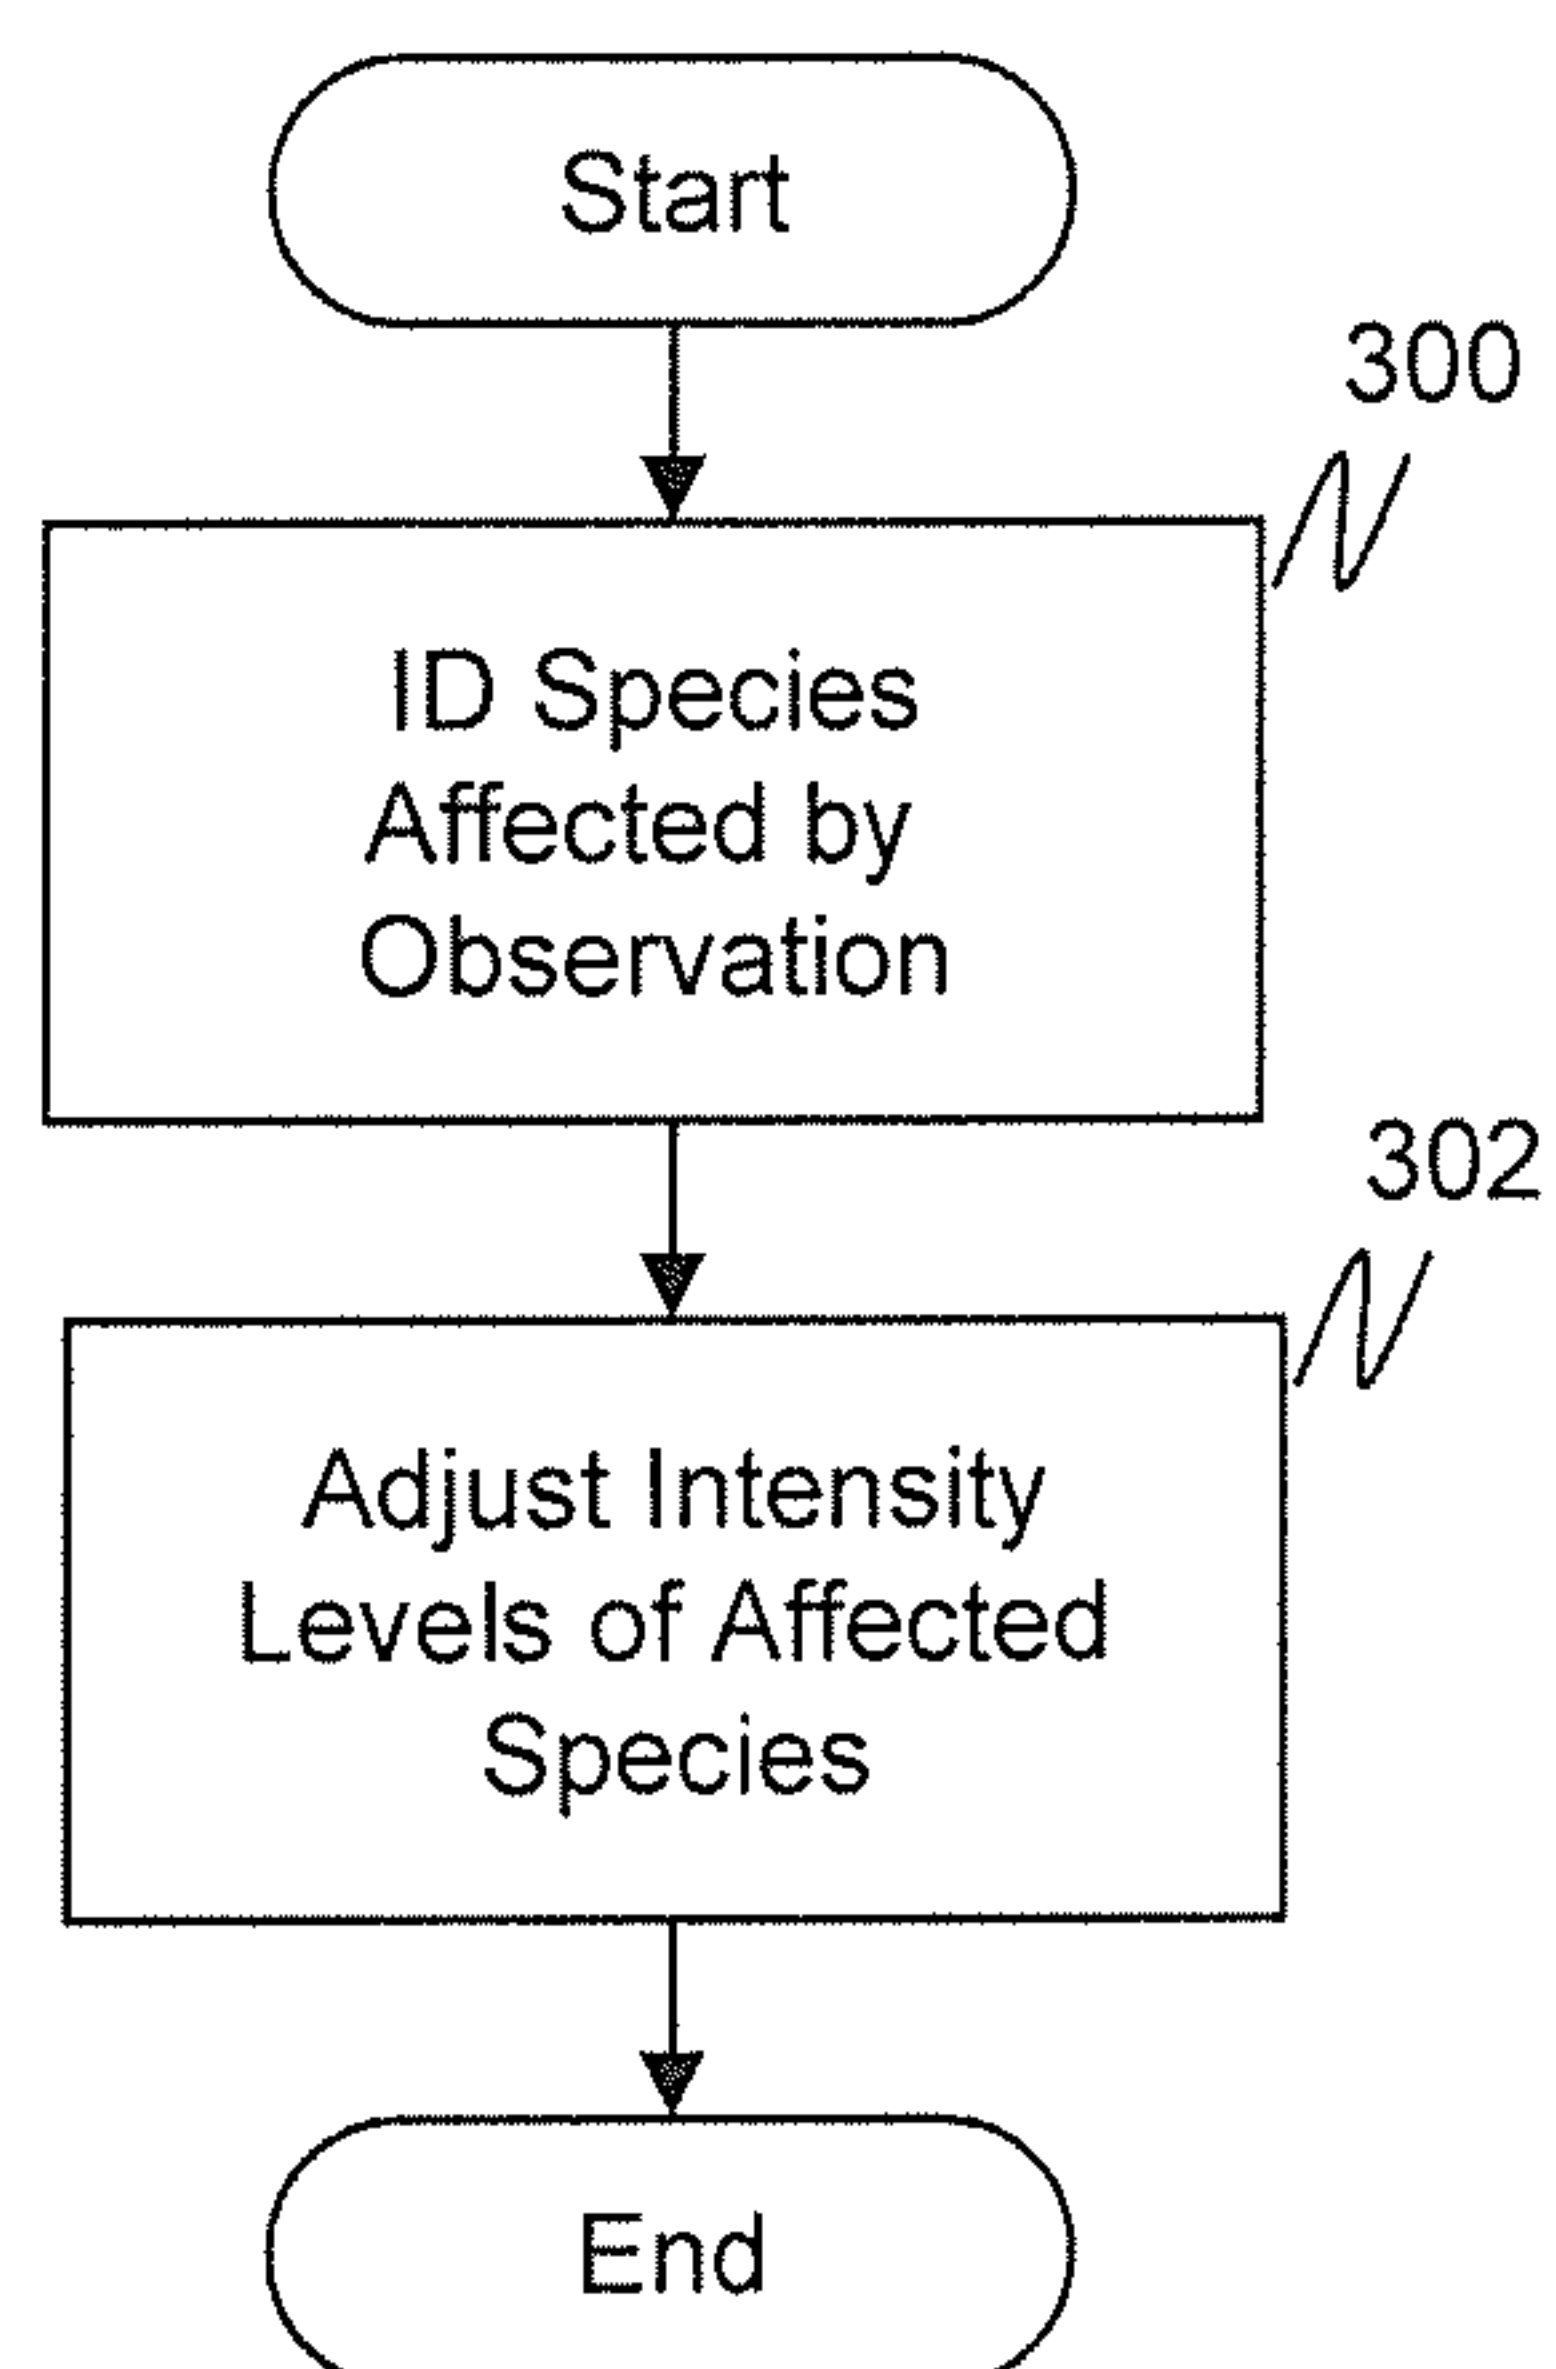 Start
300
ID Species
Affected by
Observation
302
Adjust Intensity
Levels of Affected
Species
End